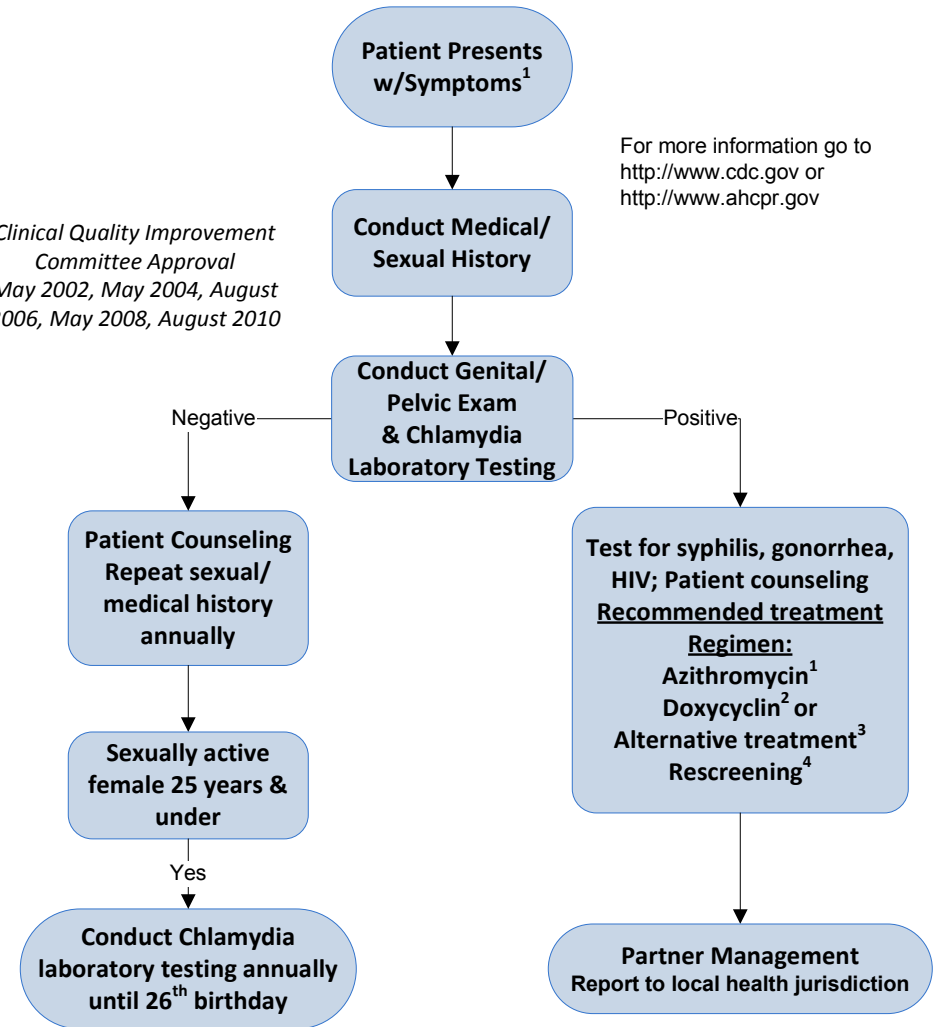 Patient Presents
w/Symptoms¹
For more information go to
http://www.cdc.gov or
http://www.ahcpr.gov
Clinical Quality Improvement
Committee Approval
May 2002, May 2004, August
2006, May 2008, August 2010
Conduct Medical/
Sexual History
Conduct Genital/
Pelvic Exam
& Chlamydia
Laboratory Testing
Negative
Positive
Patient Counseling
Repeat sexual/
medical history
annually
Test for syphilis, gonorrhea,
HIV; Patient counseling
Recommended treatment
Regimen:
Azithromycin¹
Doxycyclin² or
Alternative treatment³
Rescreening⁴
Sexually active
female 25 years &
under
Yes
Conduct Chlamydia
laboratory testing annually
until 26th birthday
Partner Management
Report to local health jurisdiction